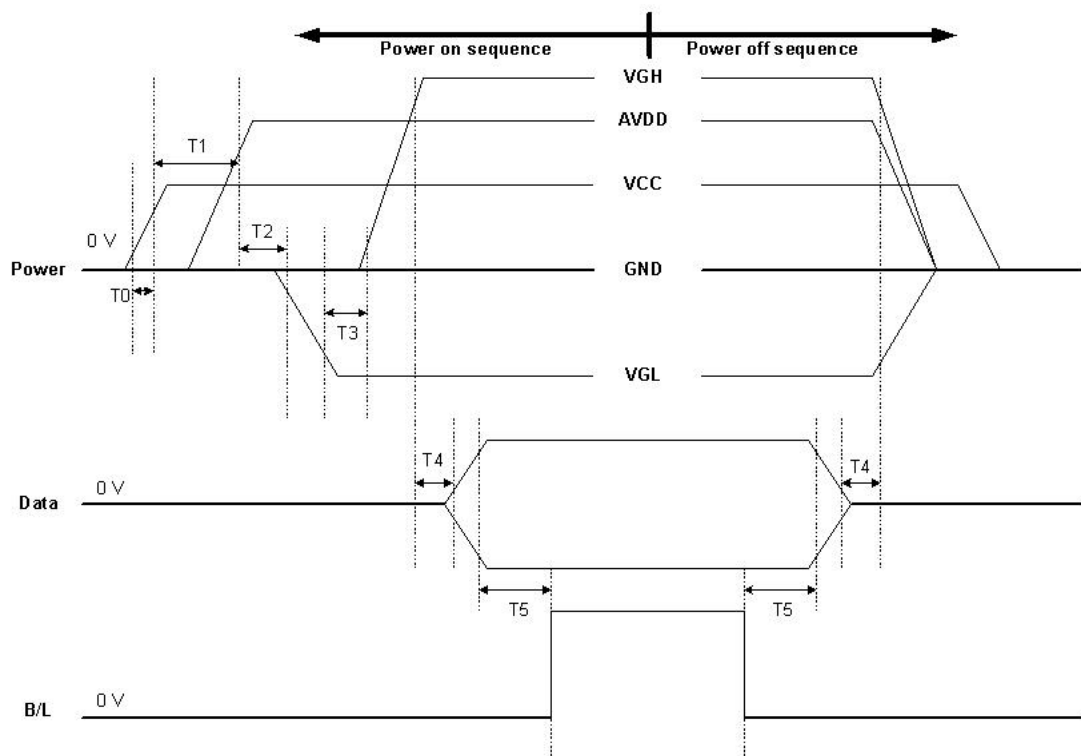 Power on sequence
Power off sequence
VGH
AVDD
T1
VCC
0 V
T2
Power
GND
T0
T3
VGL
T4
T4
Data
0 V
T5
T5
B/L
0 V